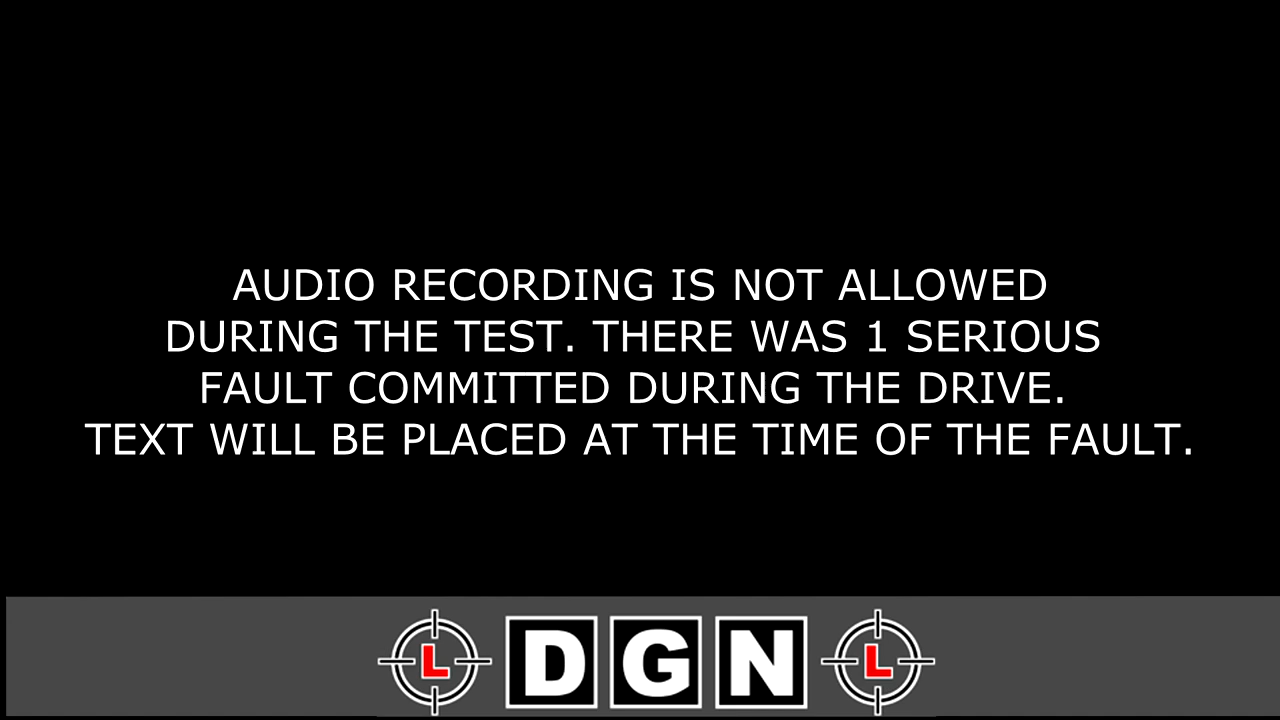 AUDIO RECORDING IS NOT ALLOWED
DURING THE TEST. THERE WAS 1 SERIOUS
FAULT COMMITTED DURING THE DRIVE.
TEXT WILL BE PLACED AT THE TIME OF THE FAULT.
L DGN L